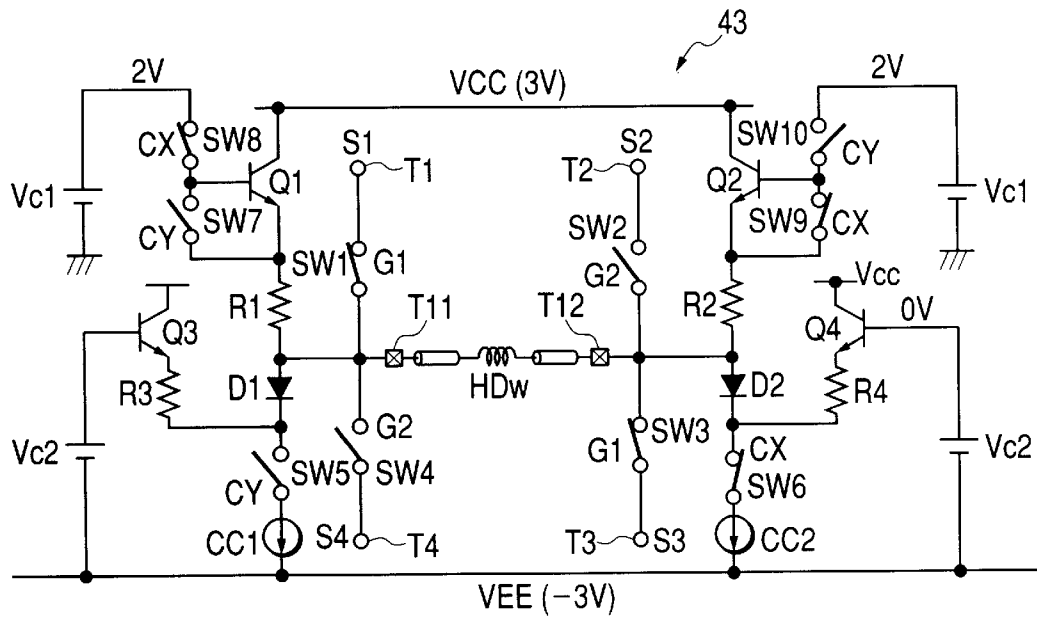 43
2V
VCC (3V)
2V
CX
SW8
S1
S2
SW10
CY
Vc1
Q1
T1
T2
Q2
Vc1
SW7
SW2
SW9
CX
CY
SW1
G1
G2
Vcc
R1
T11
T12
R2
Q3
Q4
0V
HDw
R3
D1
D2
R4
Vc2
G2
SW3
CX
Vc2
SW5
SW4
G1
SW6
CY
CC1
S4
T4
T3
S3
CC2
VEE (−3V)